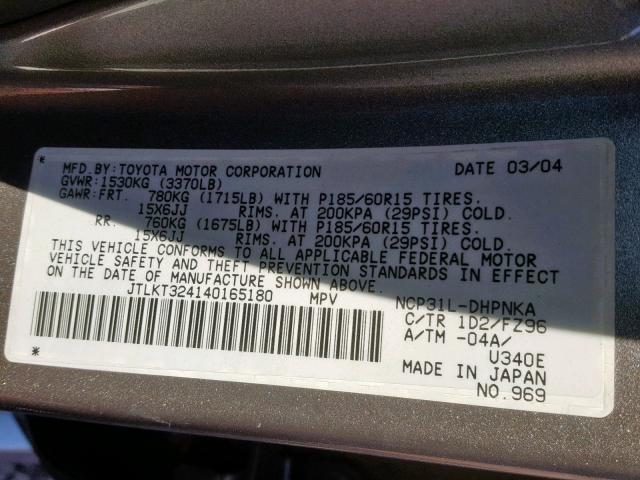 MFD.BY:TOYOTA MOTOR CORPORATION DATE 03/04
GVWR:1530KG (3370LB)
GAWR:FRT. 780KG (1715LB) WITH P185/60R15 TIRES.
15X6JJ RIMS. AT 200KPA (29PSI) COLD.
RR. 760KG (1675LB) WITH P185/60R15 TIRES.
15X6JJ RIMS. AT 200KPA (29PSI) COLD.
THIS VEHICLE CONFORMS TO ALL APPLICABLE FEDERAL MOTOR
VEHICLE SAFETY AND THEFT PREVENTION STANDARDS IN EFFECT
ON THE DATE OF MANUFACTURE SHOWN ABOVE.
JTLKT324140165180 MPV NCP31L-DHPNKA
C/TR 1D2/FZ96
A/TM -04A/
U340E
MADE IN JAPAN
NO.969